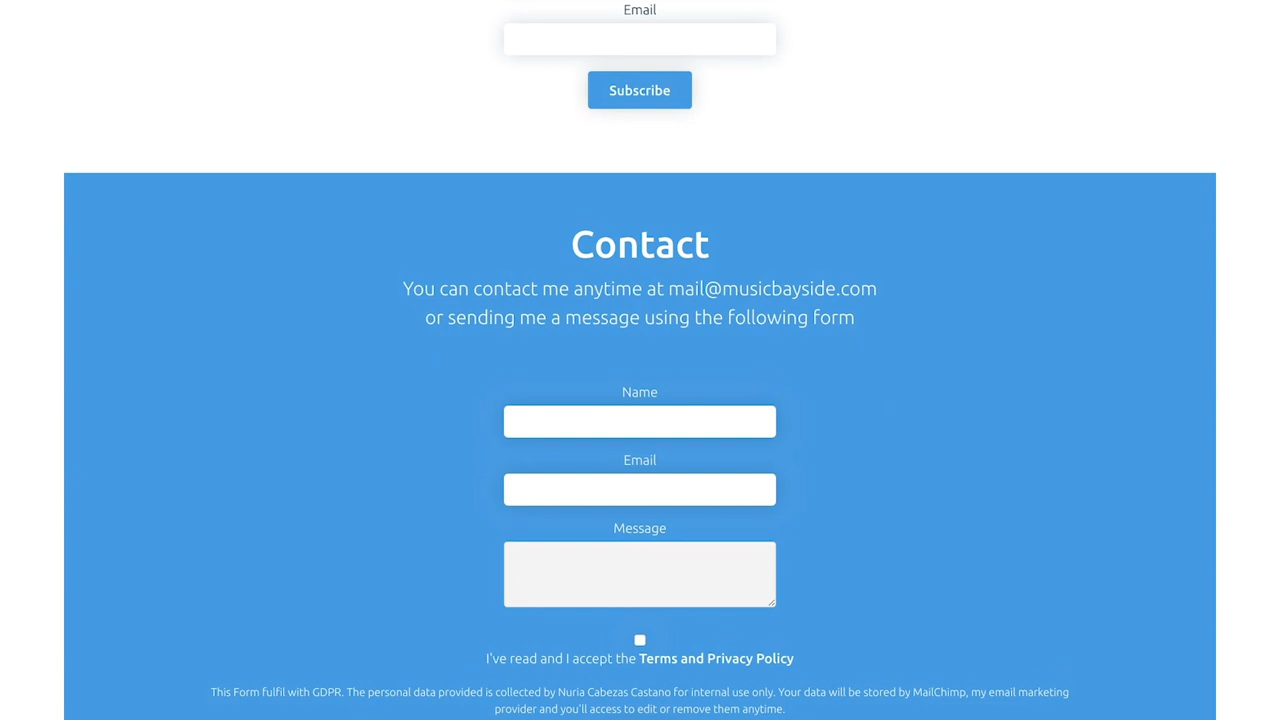 Email
Subscribe
Contact
You can contact me anytime at mail@musicbayside.com
or sending me a message using the following form
Name
Email
Message
I've read and I accept the Terms and Privacy Policy
This Form fulfil with GDPR. The personal data provided is collected by Nuria Cabezas Castano for internal use only. Your data will be stored by MailChimp, my email marketing
provider and you'll access to edit or remove them anytime.